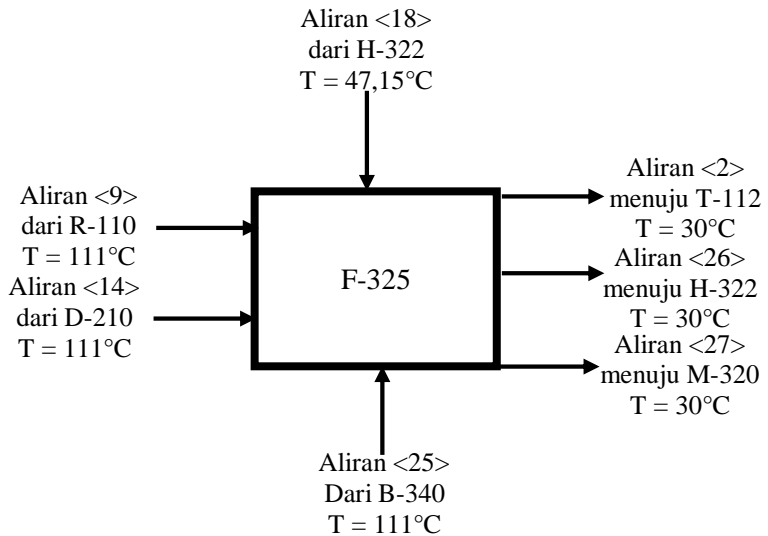 Aliran <18>
dari H-322
T = 47,15°C
Aliran <9>
dari R-110
T = 111°C
Aliran <14>
dari D-210
T = 111°C
F-325
Aliran <2>
menuju T-112
T = 30°C
Aliran <26>
menuju H-322
T = 30°C
Aliran <27>
menuju M-320
T = 30°C
Aliran <25>
Dari B-340
T = 111°C